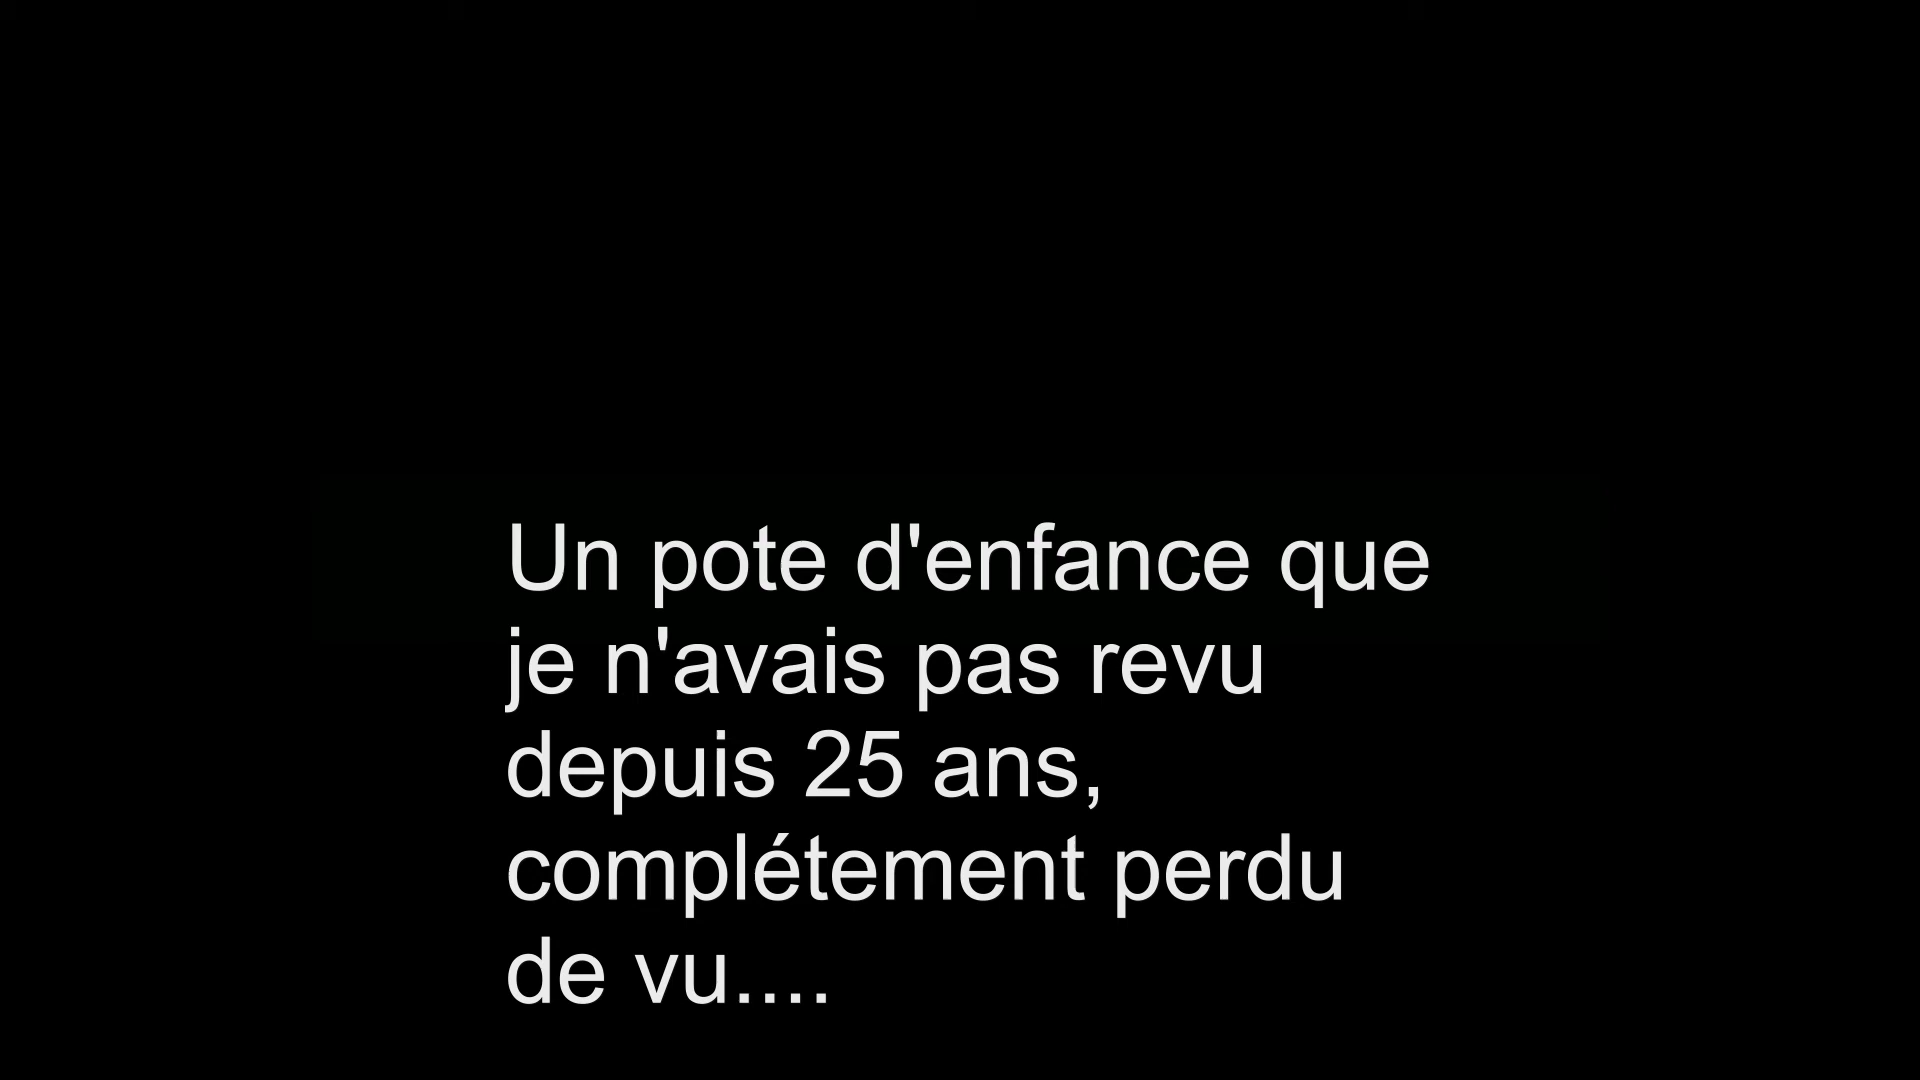 Un pote d'enfance que
je n'avais pas revu
depuis 25 ans,
complétement perdu
de vu....